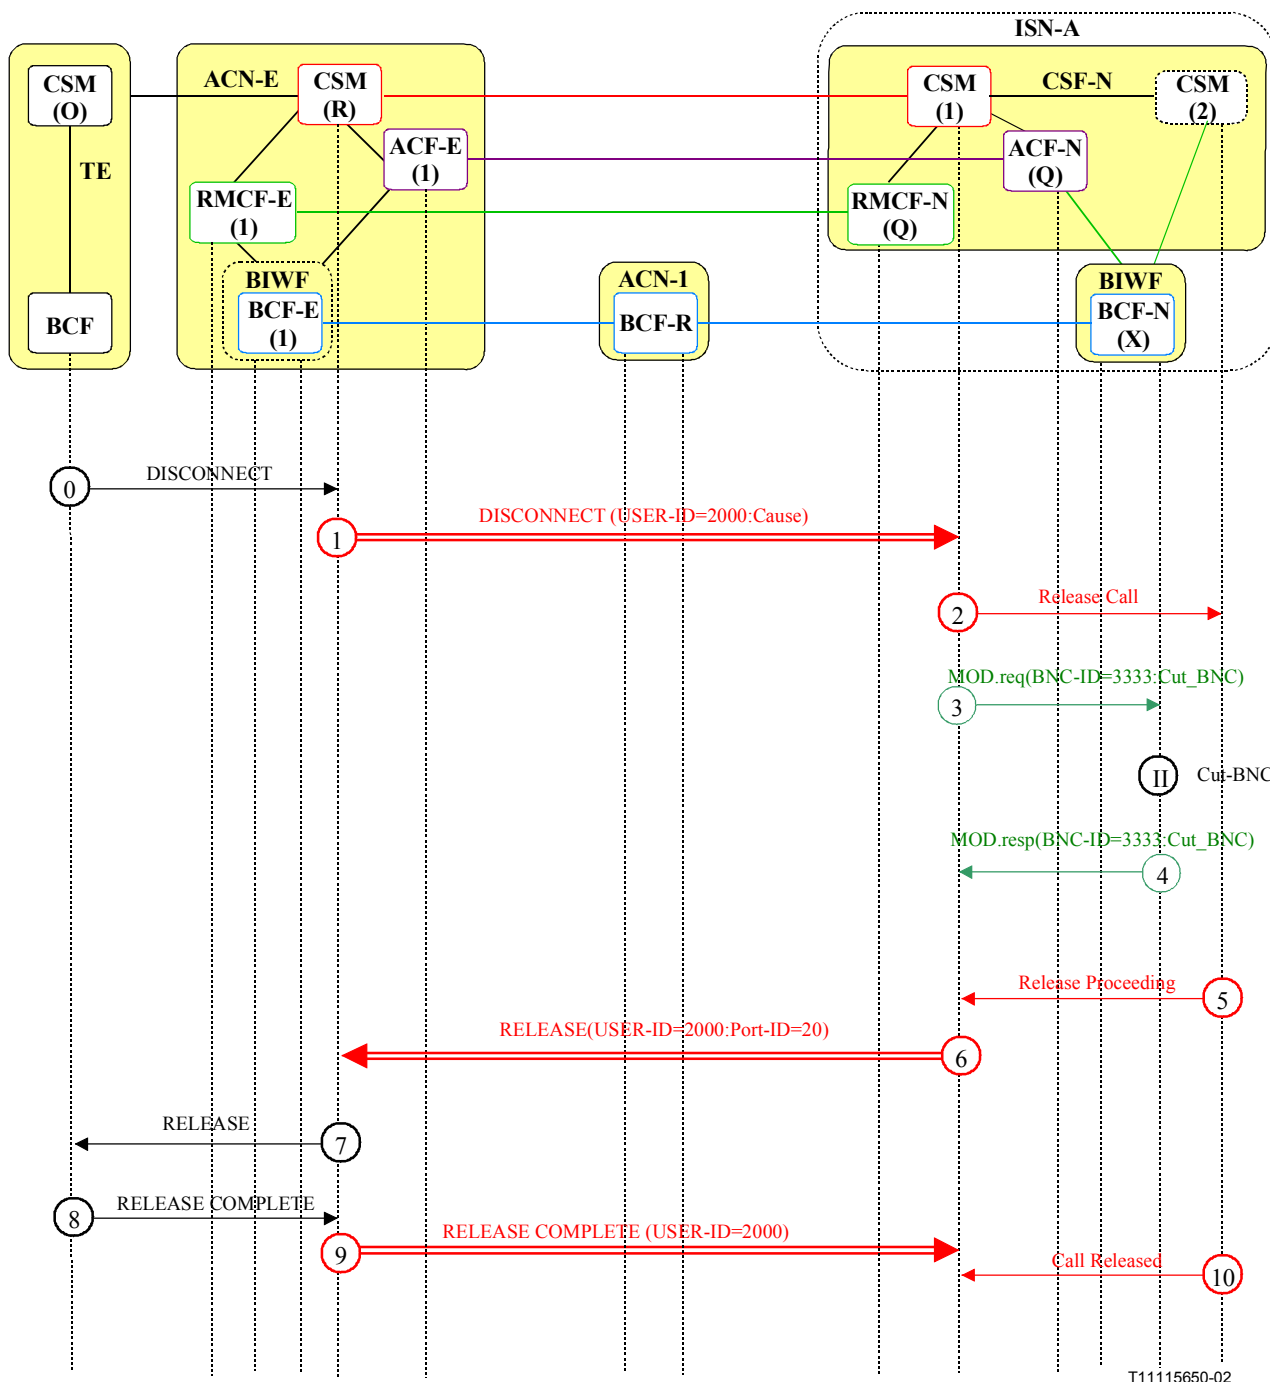 ISN-A
CSM
(O)
TE
BCF
ACN-E
CSM
(R)
ACF-E
(1)
RMCF-E
(1)
BIWF
BCF-E
(1)
ACN-1
BCF-R
CSM
(1)
CSF-N
CSM
(2)
ACF-N
(Q)
RMCF-N
(Q)
BIWF
BCF-N
(X)
0
DISCONNECT
1
DISCONNECT (USER-ID=2000:Cause)
2
Release Call
MOD.req(BNC-ID=3333:Cut_BNC)
3
II
Cut-BNC
MOD.resp(BNC-ID=3333:Cut_BNC)
4
Release Proceeding
5
RELEASE(USER-ID=2000:Port-ID=20)
6
RELEASE
7
8
RELEASE COMPLETE
9
RELEASE COMPLETE (USER-ID=2000)
Call Released
10
T11115650-02